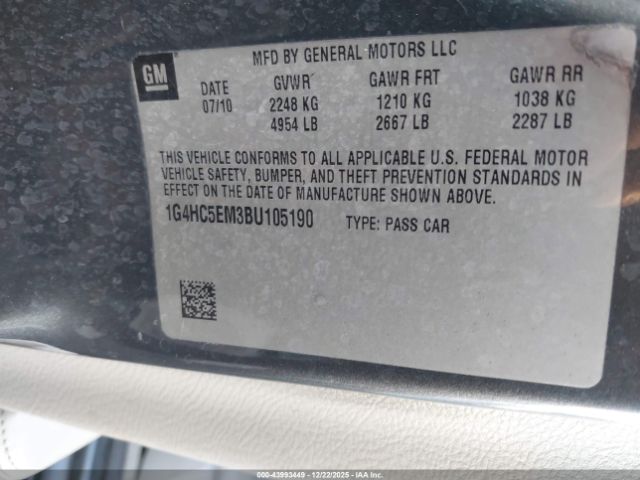 MFD BY GENERAL MOTORS LLC
GM
DATE GVWR GAWR FRT GAWR RR
07/10 2248 KG 1210 KG 1038 KG
4954 LB 2667 LB 2287 LB
THIS VEHICLE CONFORMS TO ALL APPLICABLE U.S. FEDERAL MOTOR
VEHICLE SAFETY, BUMPER, AND THEFT PREVENTION STANDARDS IN
EFFECT ON THE DATE OF MANUFACTURE SHOWN ABOVE.
1G4HC5EM3BU105190 TYPE: PASS CAR
000-43993449 - 12/22/2025 - IAAI.COM